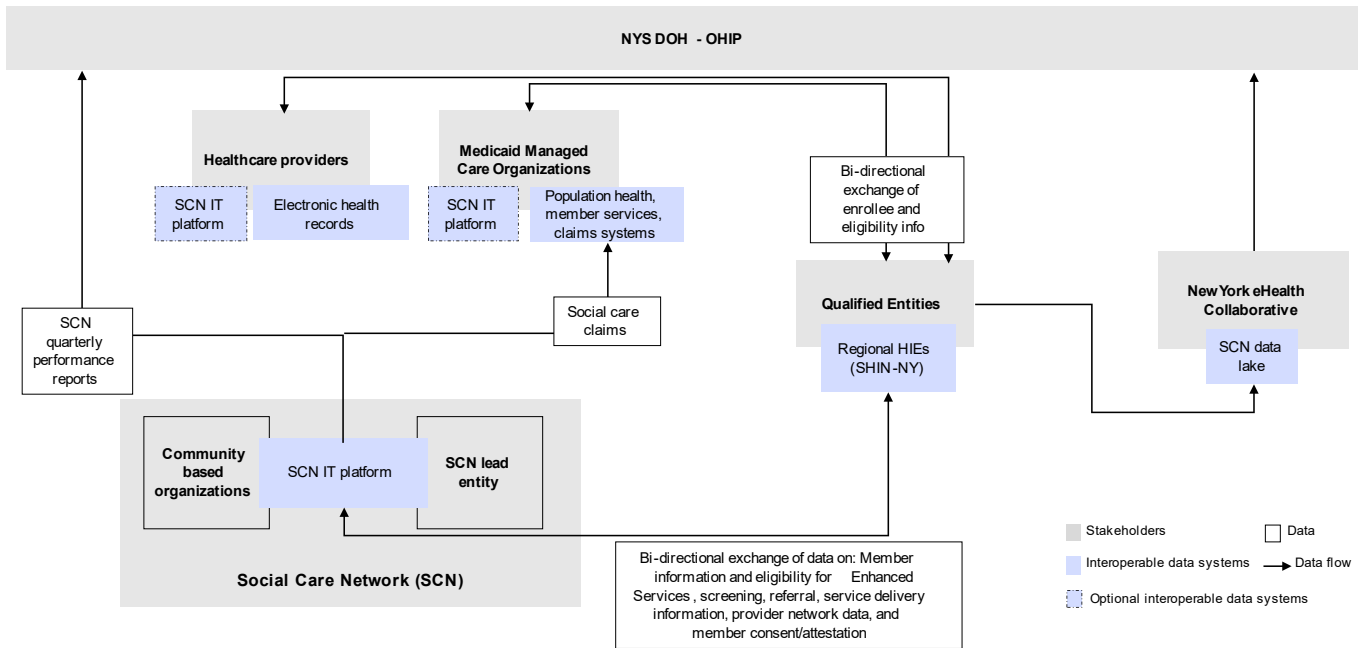 NYS DOH - OHIP
Healthcare providers
SCN IT
platform
Electronic health
records
Medicaid Managed
Care Organizations
SCN IT
platform
Population health,
member services,
claims systems
Bi-directional
exchange of
enrollee and
eligibility info
Qualified Entities
Regional HIEs
(SHIN-NY)
New York eHealth
Collaborative
SCN data
lake
SCN
quarterly
performance
reports
Social care
claims
Community
based
organizations
SCN IT platform
SCN lead
entity
Social Care Network (SCN)
Bi-directional exchange of data on: Member
information and eligibility for Enhanced
Services, screening, referral, service delivery
information, provider network data, and
member consent/attestation
Stakeholders
Data
Interoperable data systems
Data flow
Optional interoperable data systems